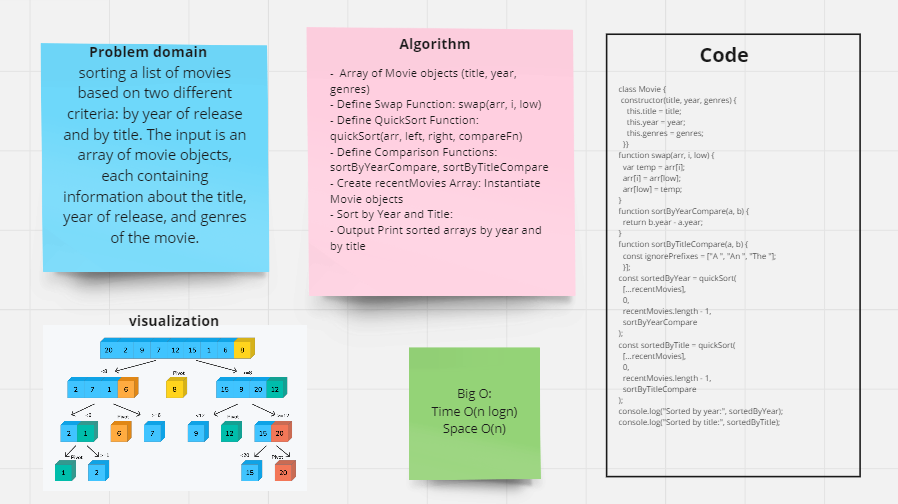 Problem domain
sorting a list of movies
based on two different
criteria: by year of release
and by title. The input is an
array of movie objects,
each containing
information about the title,
year of release, and genres
of the movie.
Algorithm
- Array of Movie objects (title, year,
genres)
- Define Swap Function: swap(arr, i, low)
- Define QuickSort Function:
quickSort(arr, left, right, compareFn)
- Define Comparison Functions:
sortByYearCompare, sortByTitleCompare
- Create recentMovies Array: Instantiate
Movie objects
- Sort by Year and Title:
- Output Print sorted arrays by year and
by title
Code
class Movie {
constructor(title, year, genres) {
this.title = title;
this.year = year;
this.genres = genres;
}}
function swap(arr, i, low) {
var temp = arr[i];
arr[i] = arr[low];
arr[low] = temp;
}
function sortByYearCompare(a, b) {
return b.year - a.year;
}
function sortByTitleCompare(a, b) {
const ignorePrefixes = ["A ", "An ", "The "];
}];
const sortedByYear = quickSort(
[...recentMovies],
0,
recentMovies.length - 1,
sortByYearCompare
);
const sortedByTitle = quickSort(
[...recentMovies],
0,
recentMovies.length - 1,
sortByTitleCompare
);
console.log("Sorted by year:", sortedByYear);
console.log("Sorted by title:", sortedByTitle);
visualization
20 2 9 7 12 15 1 6 8
Pivot
2 7 1 6 8 15 9 20 12
Pivot Pivot
2 1 6 7 9 12 15 20
Pivot Pivot
1 2 15 20
Big O:
Time O(n logn)
Space O(n)